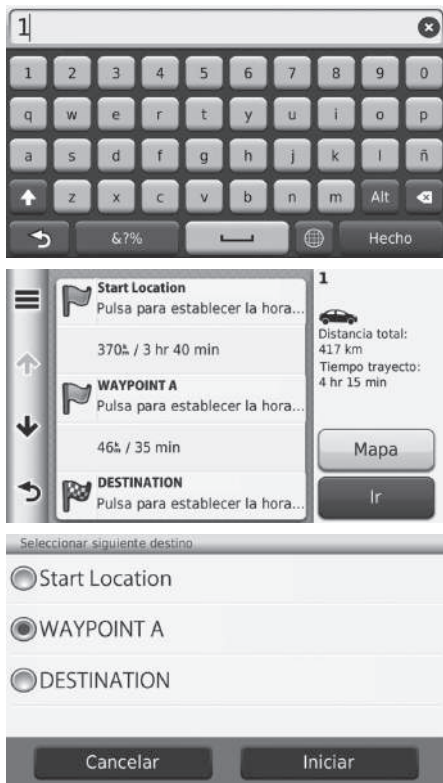 1
1 2 3 4 5 6 7 8 9 0
q w e r t y u i o p
a s d f g h j k l ñ
z x c v b n m Alt
&?% Hecho
Start Location
Pulsa para establecer la hora...
370 km / 3 hr 40 min
WAYPOINT A
Pulsa para establecer la hora...
46 km / 35 min
DESTINATION
Pulsa para establecer la hora...
1
Distancia total:
417 km
Tiempo trayecto:
4 hr 15 min
Mapa
Ir
Seleccionar siguiente destino
Start Location
WAYPOINT A
DESTINATION
Cancelar Iniciar